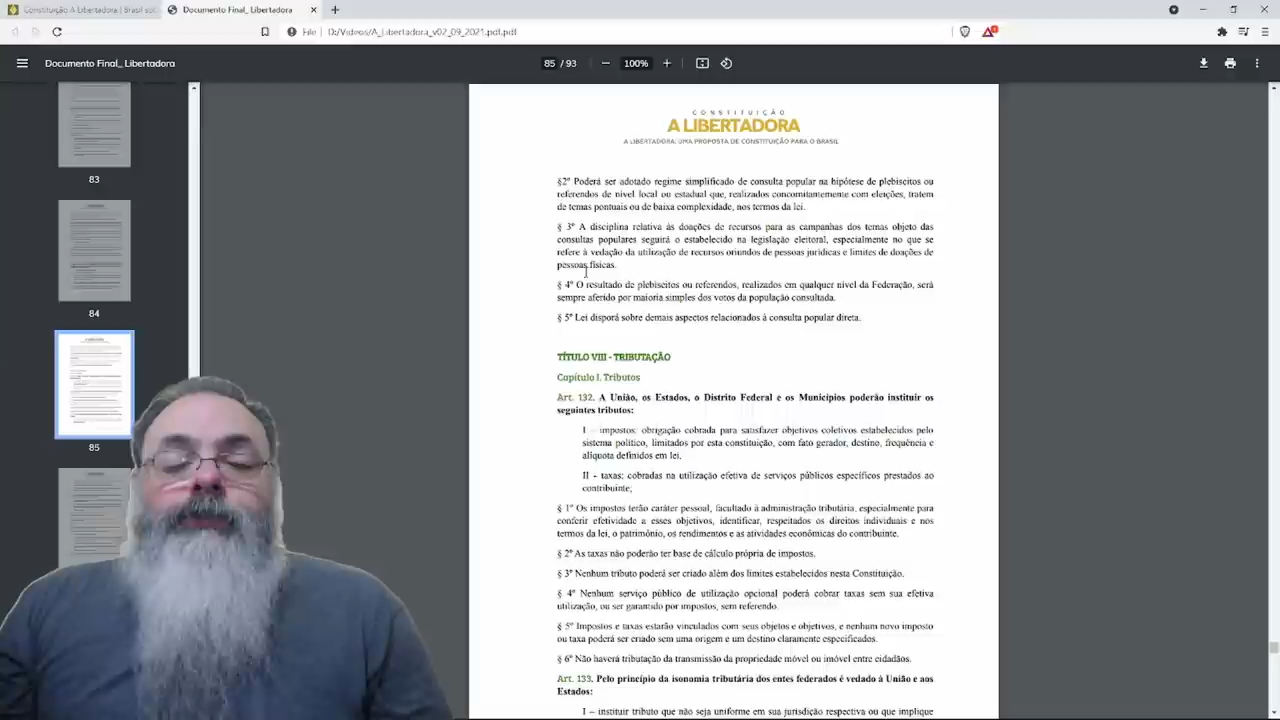 Constituição A Libertadora | Brasil sob
Documento Final_ Libertadora
File
D:/Videos/A_Libertadora_v02_09_2021.pdf.pdf
Documento Final_ Libertadora
85 / 93
100%
83
84
85
CONSTITUIÇÃO
A LIBERTADORA
A LIBERTADORA: UMA PROPOSTA DE CONSTITUIÇÃO PARA O BRASIL
§2º Poderá ser adotado regime simplificado de consulta popular na hipótese de plebiscitos ou
referendos de nível local ou estadual que, realizados concomitantemente com eleições, tratem
de temas pontuais ou de baixa complexidade, nos termos da lei.
§ 3º A disciplina relativa às doações de recursos para as campanhas dos temas objeto das
consultas populares seguirá o estabelecido na legislação eleitoral, especialmente no que se
refere à vedação da utilização de recursos oriundos de pessoas jurídicas e limites de doações de
pessoas físicas.
§ 4º O resultado de plebiscitos ou referendos, realizados em qualquer nível da Federação, será
sempre aferido por maioria simples dos votos da população consultada.
§ 5º Lei disporá sobre demais aspectos relacionados à consulta popular direta.
TÍTULO VIII - TRIBUTAÇÃO
Capítulo I. Tributos
Art. 132. A União, os Estados, o Distrito Federal e os Municípios poderão instituir os
seguintes tributos:
I – impostos: obrigação cobrada para satisfazer objetivos coletivos estabelecidos pelo
sistema político, limitados por esta constituição, com fato gerador, destino, frequência e
alíquota definidos em lei.
II - taxas: cobradas na utilização efetiva de serviços públicos específicos prestados ao
contribuinte;
§ 1º Os impostos terão caráter pessoal, facultado à administração tributária, especialmente para
conferir efetividade a esses objetivos, identificar, respeitados os direitos individuais e nos
termos da lei, o patrimônio, os rendimentos e as atividades econômicas do contribuinte.
§ 2º As taxas não poderão ter base de cálculo própria de impostos.
§ 3º Nenhum tributo poderá ser criado além dos limites estabelecidos nesta Constituição.
§ 4º Nenhum serviço público de utilização opcional poderá cobrar taxas sem sua efetiva
utilização, ou ser garantido por impostos, sem referendo.
§ 5º Impostos e taxas estarão vinculados com seus objetos e objetivos, e nenhum novo imposto
ou taxa poderá ser criado sem uma origem e um destino claramente especificados.
§ 6º Não haverá tributação da transmissão da propriedade móvel ou imóvel entre cidadãos.
Art. 133. Pelo princípio da isonomia tributária dos entes federados é vedado à União e aos
Estados:
I – instituir tributo que não seja uniforme em sua jurisdição respectiva ou que implique